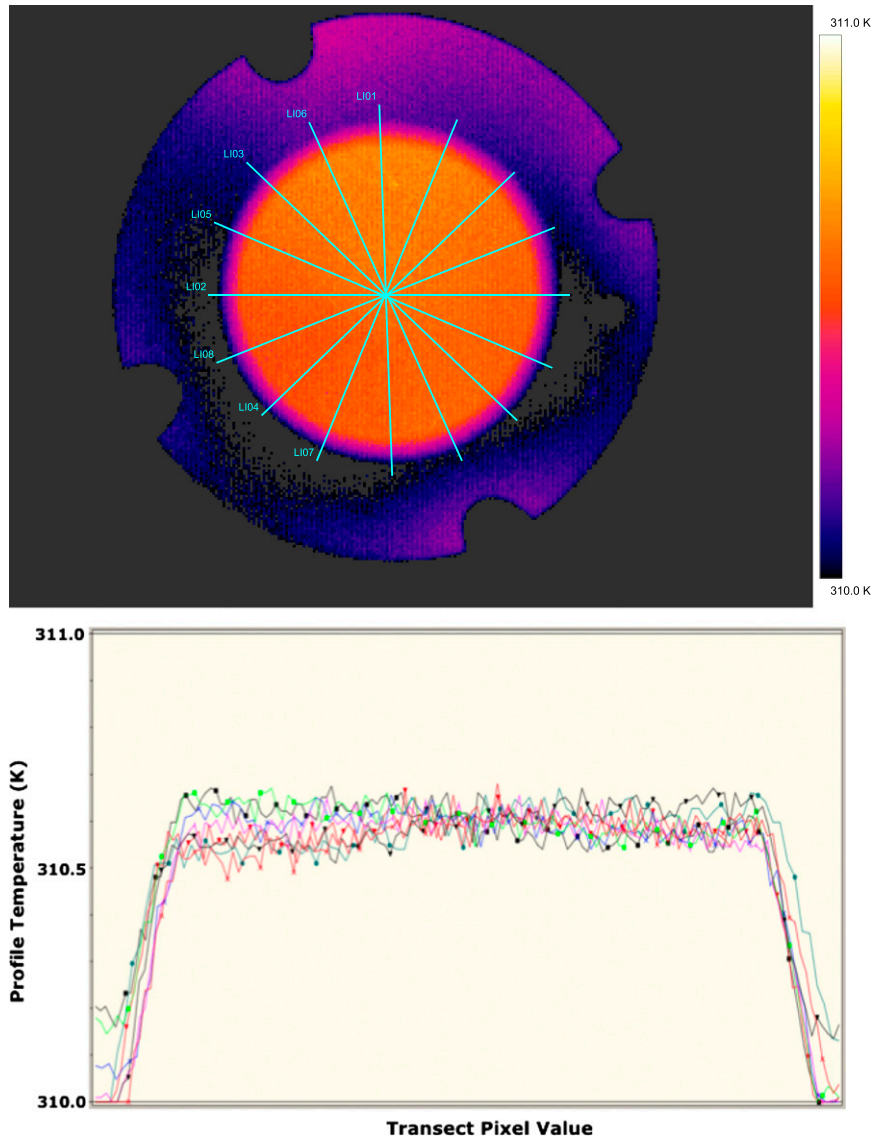 311.0 K
LI01
LI06
LI03
LI05
LI02
LI08
LI04
LI07
310.0 K
311.0
310.5
310.0
Profile Temperature (K)
Transect Pixel Value